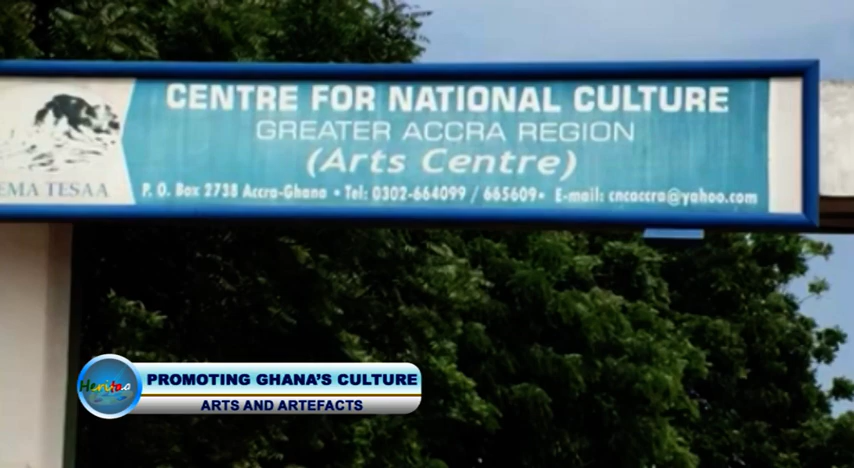 CENTRE FOR NATIONAL CULTURE
GREATER ACCRA REGION
(Arts Centre)
P. O. Box 2738 Accra-Ghana • Tel: 0302-664099 / 665609 • E-mail: cncaccra@yahoo.com
EMA TESAA
Heritage
PROMOTING GHANA'S CULTURE
ARTS AND ARTEFACTS